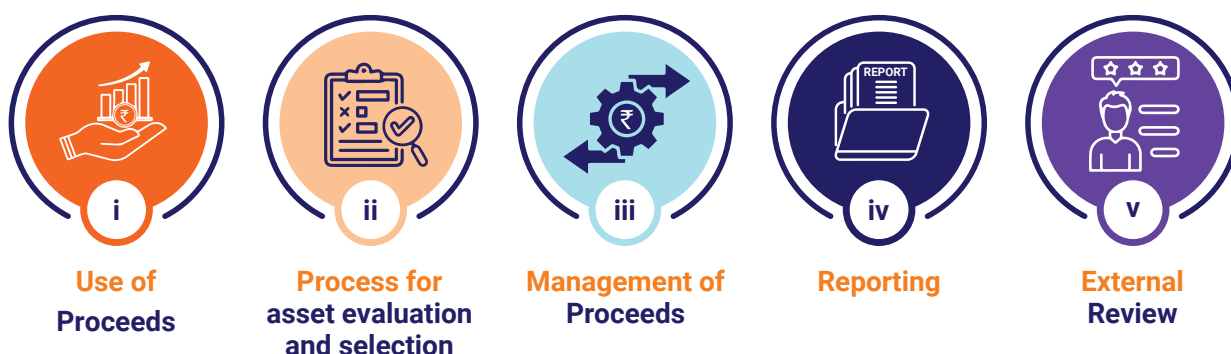 ₹
₹
REPORT
i
ii
iii
iv
v
Use of
Proceeds
Process for
asset evaluation
and selection
Management of
Proceeds
Reporting
External
Review